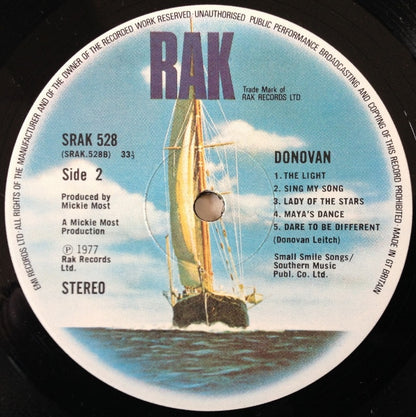 EMI RECORDS LTD ALL RIGHTS OF THE MANUFACTURER AND OF THE OWNER OF THE RECORDED WORK RESERVED UNAUTHORISED PUBLIC PERFORMANCE BROADCASTING AND COPYING OF THIS RECORD PROHIBITED MADE IN GT BRITAIN
RAK
Trade Mark of
RAK RECORDS LTD.
SRAK 528
(SRAK.528B) 33⅓
Side 2
Produced by
Mickie Most
A Mickie Most
Production
℗ 1977
Rak Records
Ltd.
STEREO
DONOVAN
1. THE LIGHT
2. SING MY SONG
3. LADY OF THE STARS
4. MAYA'S DANCE
5. DARE TO BE DIFFERENT
(Donovan Leitch)
Small Smile Songs/
Southern Music
Publ. Co. Ltd.